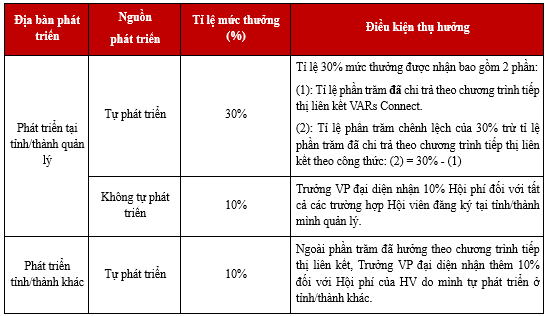 Địa bàn phát triển
Nguồn phát triển
Tỉ lệ mức thưởng (%)
Điều kiện thụ hưởng
Phát triển tại tỉnh/thành quản lý
Tự phát triển
30%
Tỉ lệ 30% mức thưởng được nhận bao gồm 2 phần:
(1): Tỉ lệ phần trăm đã chi trả theo chương trình tiếp
thị liên kết VARs Connect.
(2): Tỉ lệ phần trăm chênh lệch của 30% trừ tỉ lệ
phần trăm đã chi trả theo chương trình tiếp thị liên
kết theo công thức: (2) = 30% - (1)
Không tự phát triên
10%
Trưởng VP đại diện nhận 10% Hội phí đối với tất
cả các trường hợp Hội viên đăng ký tại tỉnh/thành
mình quản lý.
Phát triển tỉnh/thành khác
Tự phát triển
10%
Ngoài phần trăm đã hưởng theo chương trình tiếp
thị liên kết, Trưởng VP đại diện nhận thêm 10%
đối với Hội phí của HV do mình tự phát triển ở
tỉnh/thành khác.